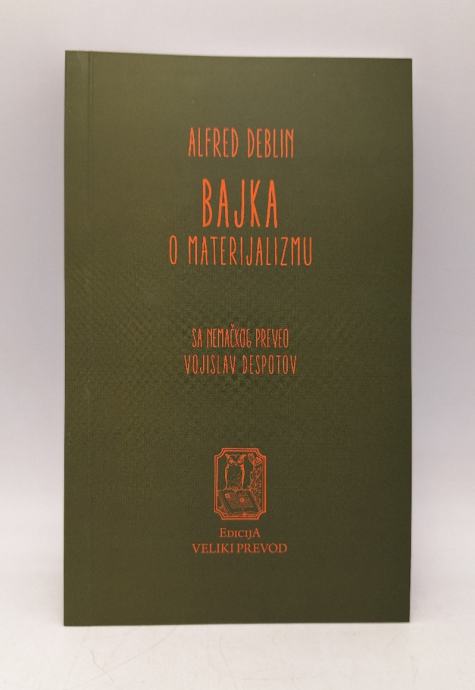 ALFRED DEBLIN
BAJKA
O MATERIJALIZMU
SA NEMAČKOG PREVEO
VOJISLAV DESPOTOV
EDICIJA
VELIKI PREVOD